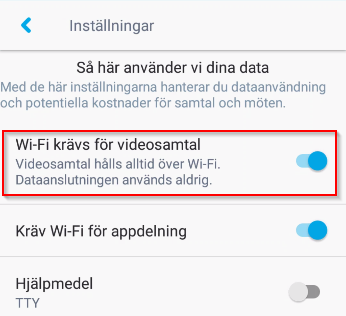 Inställningar
Så här använder vi dina data
Med de här inställningarna hanterar du dataanvändning
och potentiella kostnader för samtal och möten.
Wi-Fi krävs för videosamtal
Videosamtal hålls alltid över Wi-Fi.
Dataanslutningen används aldrig.
Kräv Wi-Fi för appdelning
Hjälpmedel
TTY